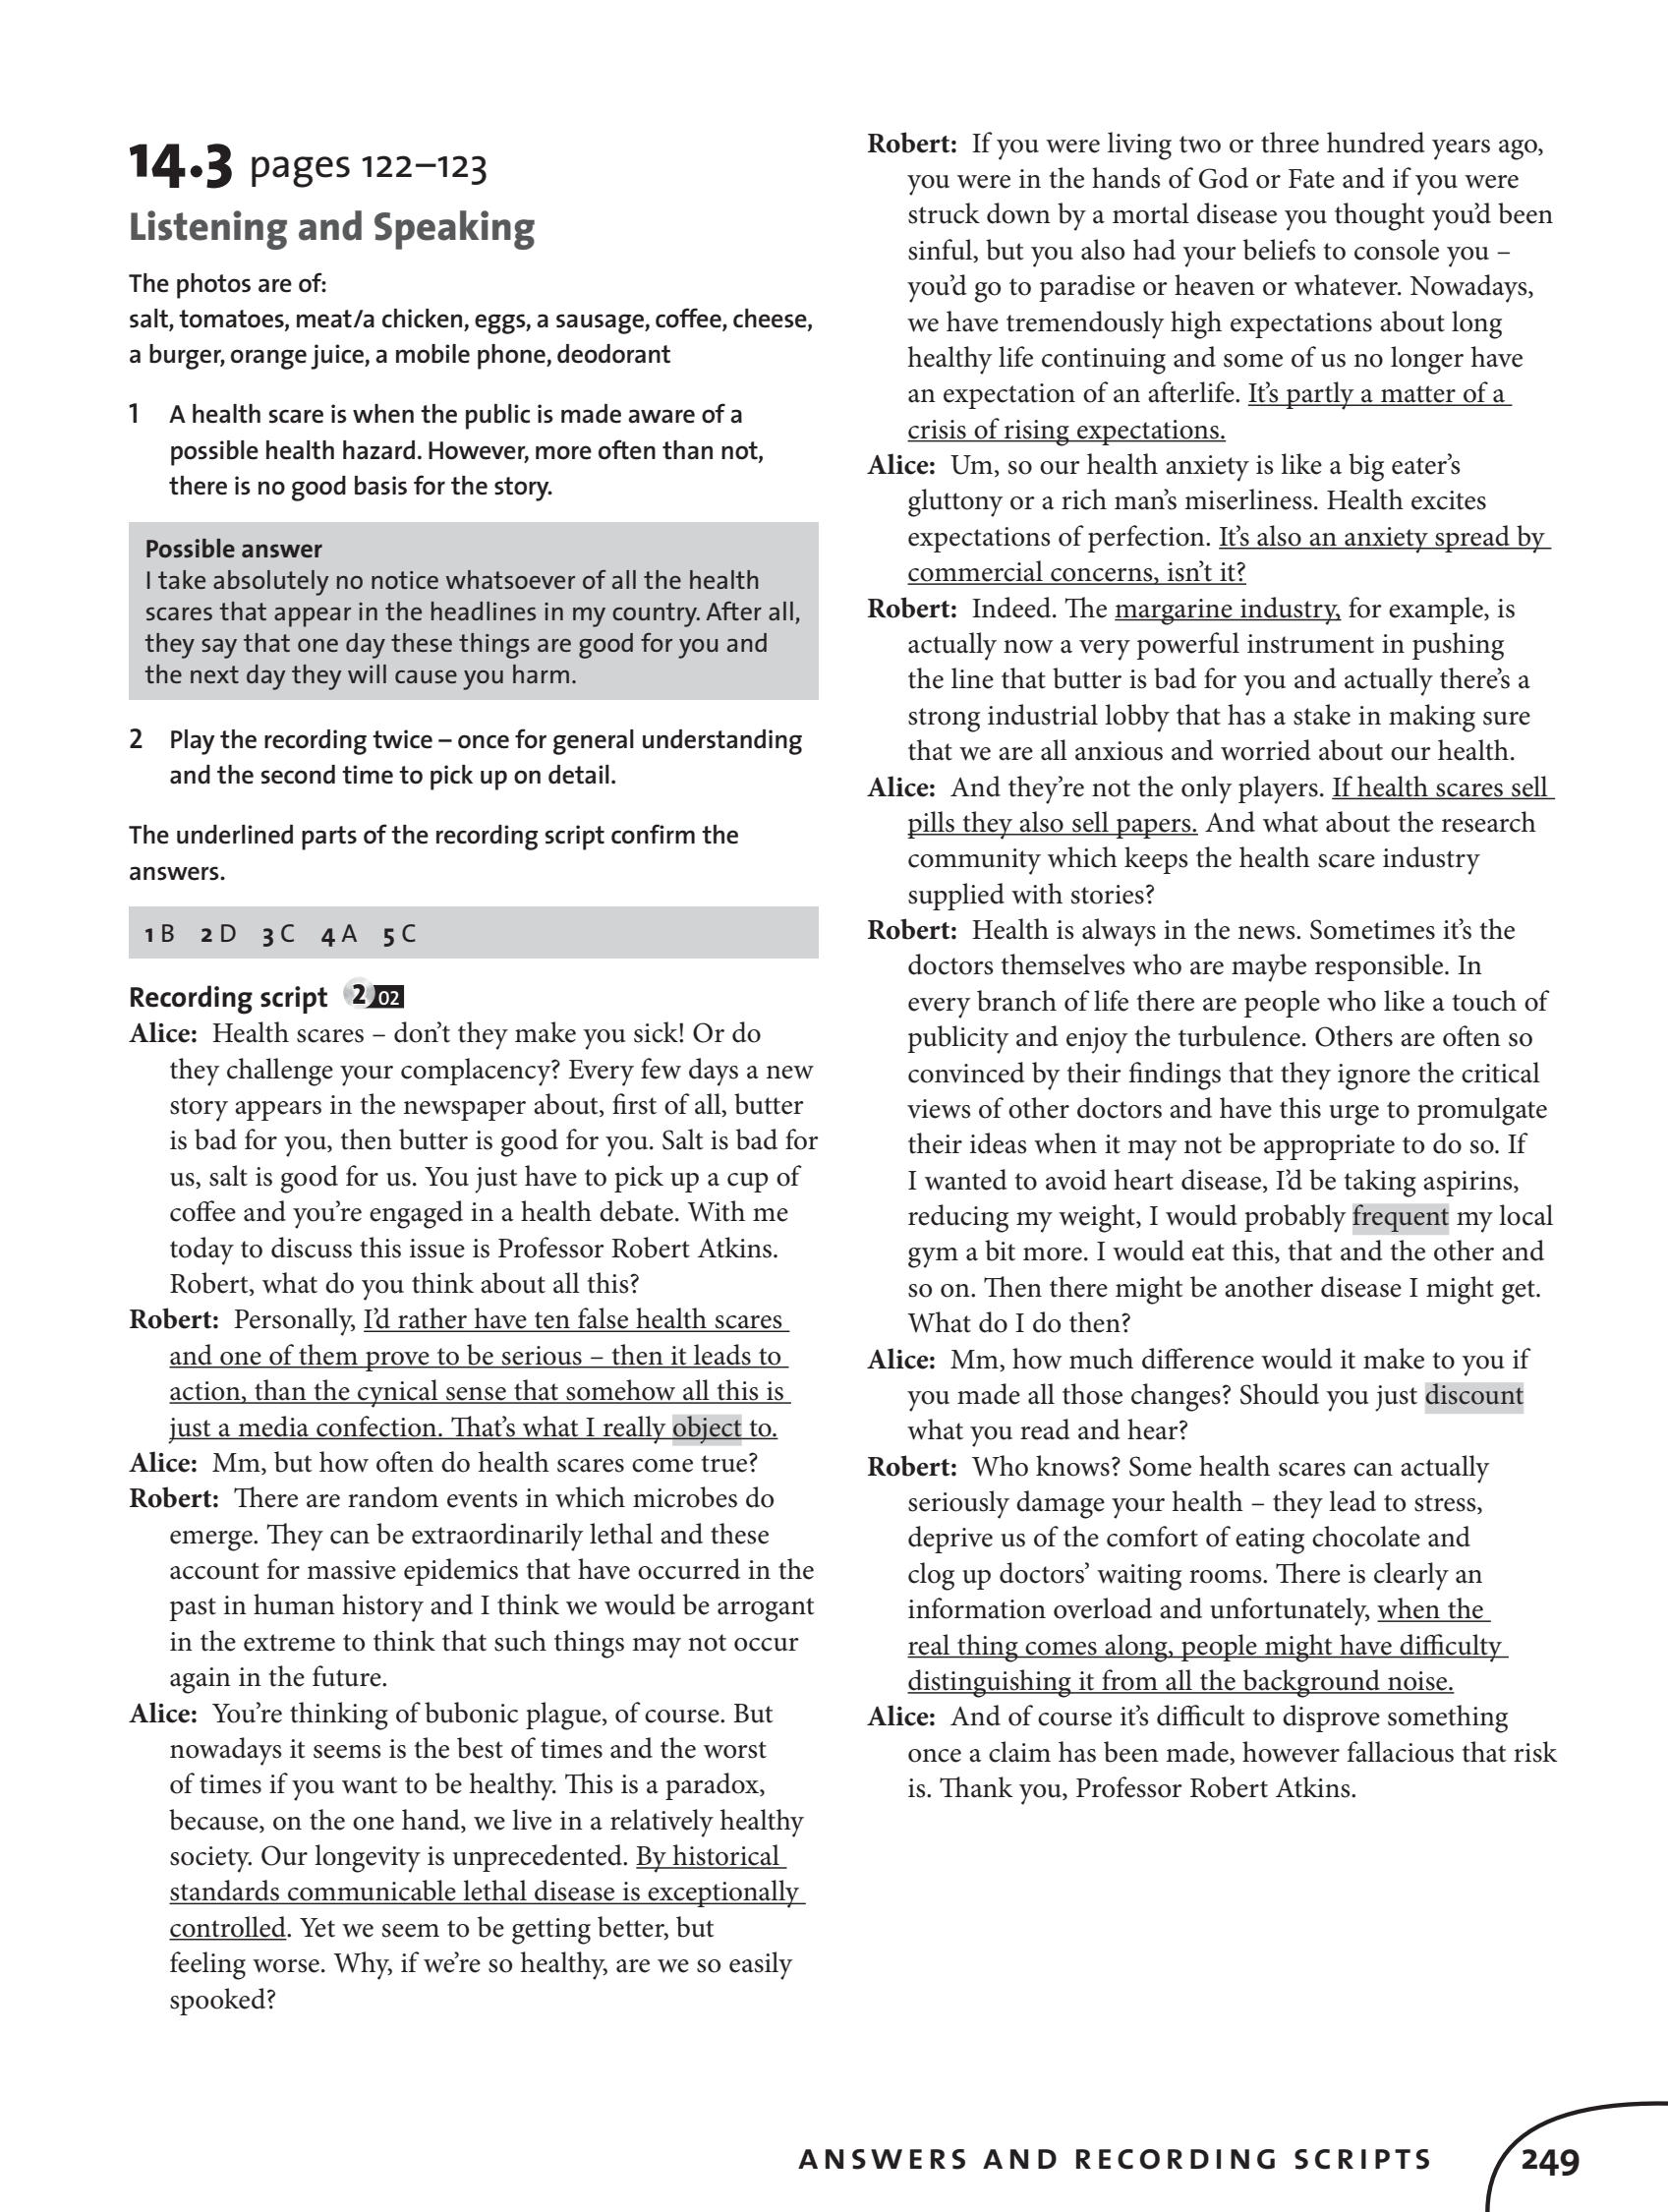 14.3 pages 122–123
Listening and Speaking
The photos are of:
salt, tomatoes, meat/a chicken, eggs, a sausage, coffee, cheese,
a burger, orange juice, a mobile phone, deodorant
1 A health scare is when the public is made aware of a
possible health hazard. However, more often than not,
there is no good basis for the story.
Possible answer
I take absolutely no notice whatsoever of all the health
scares that appear in the headlines in my country. After all,
they say that one day these things are good for you and
the next day they will cause you harm.
2 Play the recording twice – once for general understanding
and the second time to pick up on detail.
The underlined parts of the recording script confirm the
answers.
1 B 2 D 3 C 4 A 5 C
Recording script 2 02
Alice: Health scares – don’t they make you sick! Or do
they challenge your complacency? Every few days a new
story appears in the newspaper about, first of all, butter
is bad for you, then butter is good for you. Salt is bad for
us, salt is good for us. You just have to pick up a cup of
coffee and you’re engaged in a health debate. With me
today to discuss this issue is Professor Robert Atkins.
Robert, what do you think about all this?
Robert: Personally, I’d rather have ten false health scares
and one of them prove to be serious – then it leads to
action, than the cynical sense that somehow all this is
just a media confection. That’s what I really object to.
Alice: Mm, but how often do health scares come true?
Robert: There are random events in which microbes do
emerge. They can be extraordinarily lethal and these
account for massive epidemics that have occurred in the
past in human history and I think we would be arrogant
in the extreme to think that such things may not occur
again in the future.
Alice: You’re thinking of bubonic plague, of course. But
nowadays it seems is the best of times and the worst
of times if you want to be healthy. This is a paradox,
because, on the one hand, we live in a relatively healthy
society. Our longevity is unprecedented. By historical
standards communicable lethal disease is exceptionally
controlled. Yet we seem to be getting better, but
feeling worse. Why, if we’re so healthy, are we so easily
spooked?
Robert: If you were living two or three hundred years ago,
you were in the hands of God or Fate and if you were
struck down by a mortal disease you thought you’d been
sinful, but you also had your beliefs to console you –
you’d go to paradise or heaven or whatever. Nowadays,
we have tremendously high expectations about long
healthy life continuing and some of us no longer have
an expectation of an afterlife. It’s partly a matter of a
crisis of rising expectations.
Alice: Um, so our health anxiety is like a big eater’s
gluttony or a rich man’s miserliness. Health excites
expectations of perfection. It’s also an anxiety spread by
commercial concerns, isn’t it?
Robert: Indeed. The margarine industry, for example, is
actually now a very powerful instrument in pushing
the line that butter is bad for you and actually there’s a
strong industrial lobby that has a stake in making sure
that we are all anxious and worried about our health.
Alice: And they’re not the only players. If health scares sell
pills they also sell papers. And what about the research
community which keeps the health scare industry
supplied with stories?
Robert: Health is always in the news. Sometimes it’s the
doctors themselves who are maybe responsible. In
every branch of life there are people who like a touch of
publicity and enjoy the turbulence. Others are often so
convinced by their findings that they ignore the critical
views of other doctors and have this urge to promulgate
their ideas when it may not be appropriate to do so. If
I wanted to avoid heart disease, I’d be taking aspirins,
reducing my weight, I would probably frequent my local
gym a bit more. I would eat this, that and the other and
so on. Then there might be another disease I might get.
What do I do then?
Alice: Mm, how much difference would it make to you if
you made all those changes? Should you just discount
what you read and hear?
Robert: Who knows? Some health scares can actually
seriously damage your health – they lead to stress,
deprive us of the comfort of eating chocolate and
clog up doctors’ waiting rooms. There is clearly an
information overload and unfortunately, when the
real thing comes along, people might have difficulty
distinguishing it from all the background noise.
Alice: And of course it’s difficult to disprove something
once a claim has been made, however fallacious that risk
is. Thank you, Professor Robert Atkins.
ANSWERS AND RECORDING SCRIPTS 249